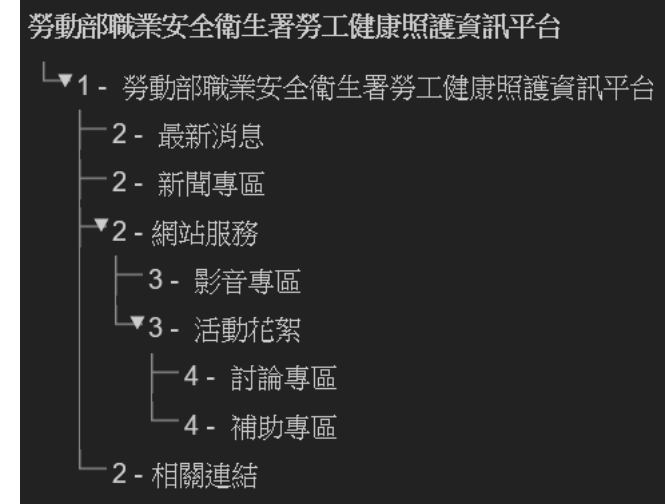 勞動部職業安全衛生署勞工健康照護資訊平台
1 - 勞動部職業安全衛生署勞工健康照護資訊平台
2 - 最新消息
2 - 新聞專區
2 - 網站服務
3 - 影音專區
3 - 活動花絮
4 - 討論專區
4 - 補助專區
2 - 相關連結